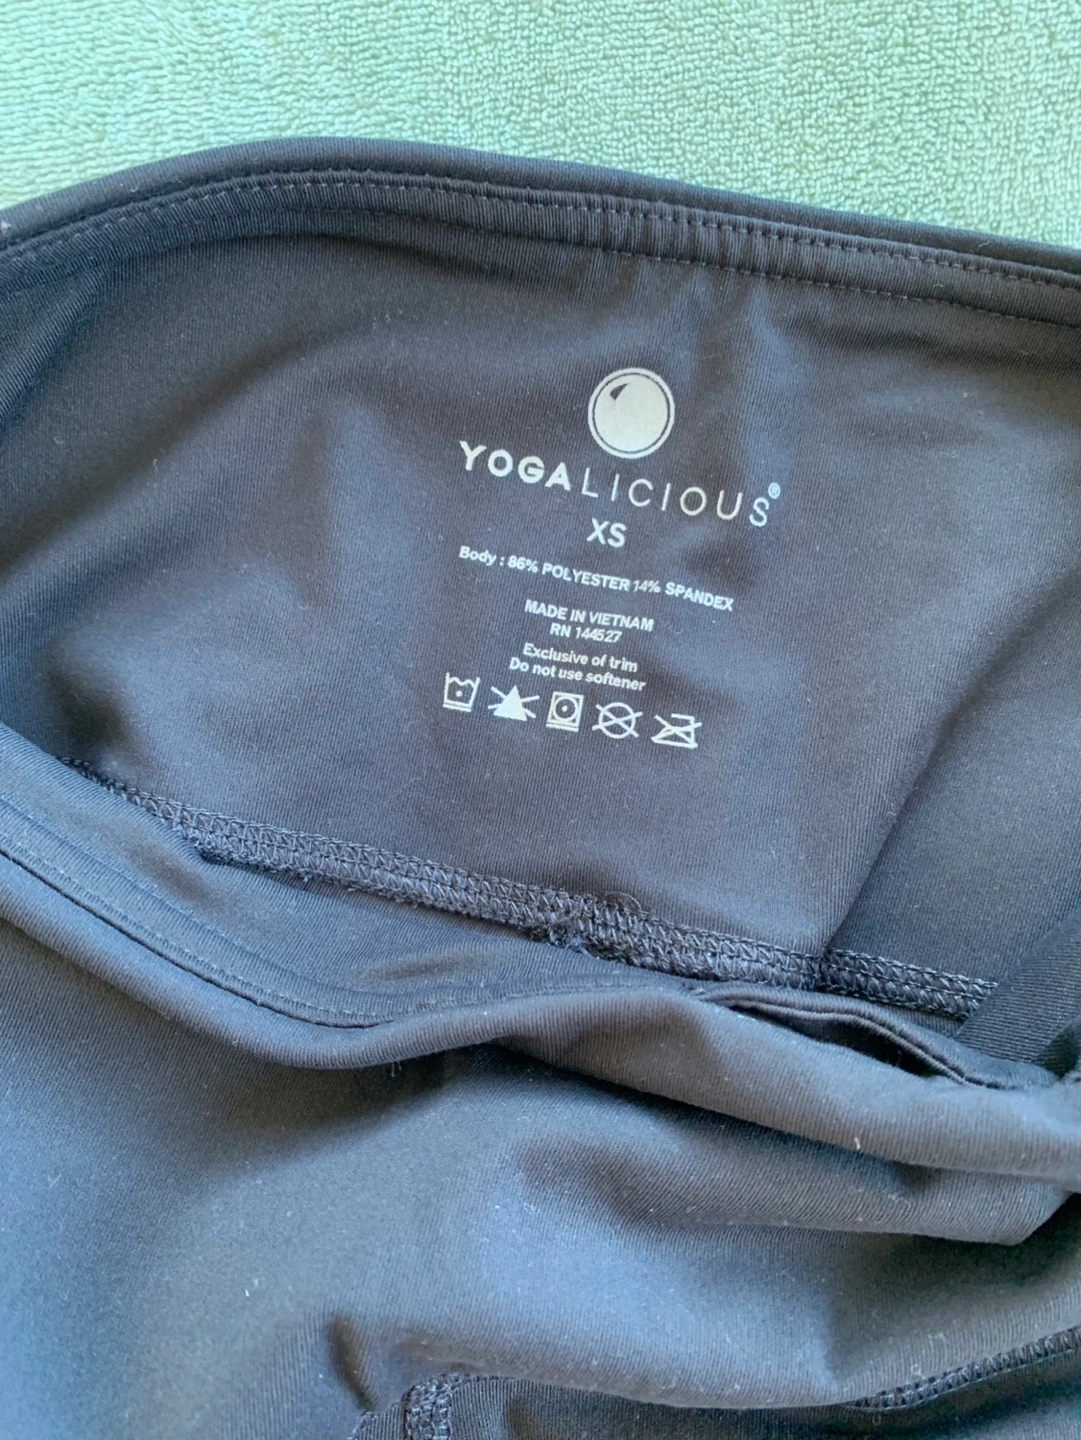 YOGALICIOUS®
XS
Body : 86% POLYESTER 14% SPANDEX
MADE IN VIETNAM
RN 144527
Exclusive of trim
Do not use softener